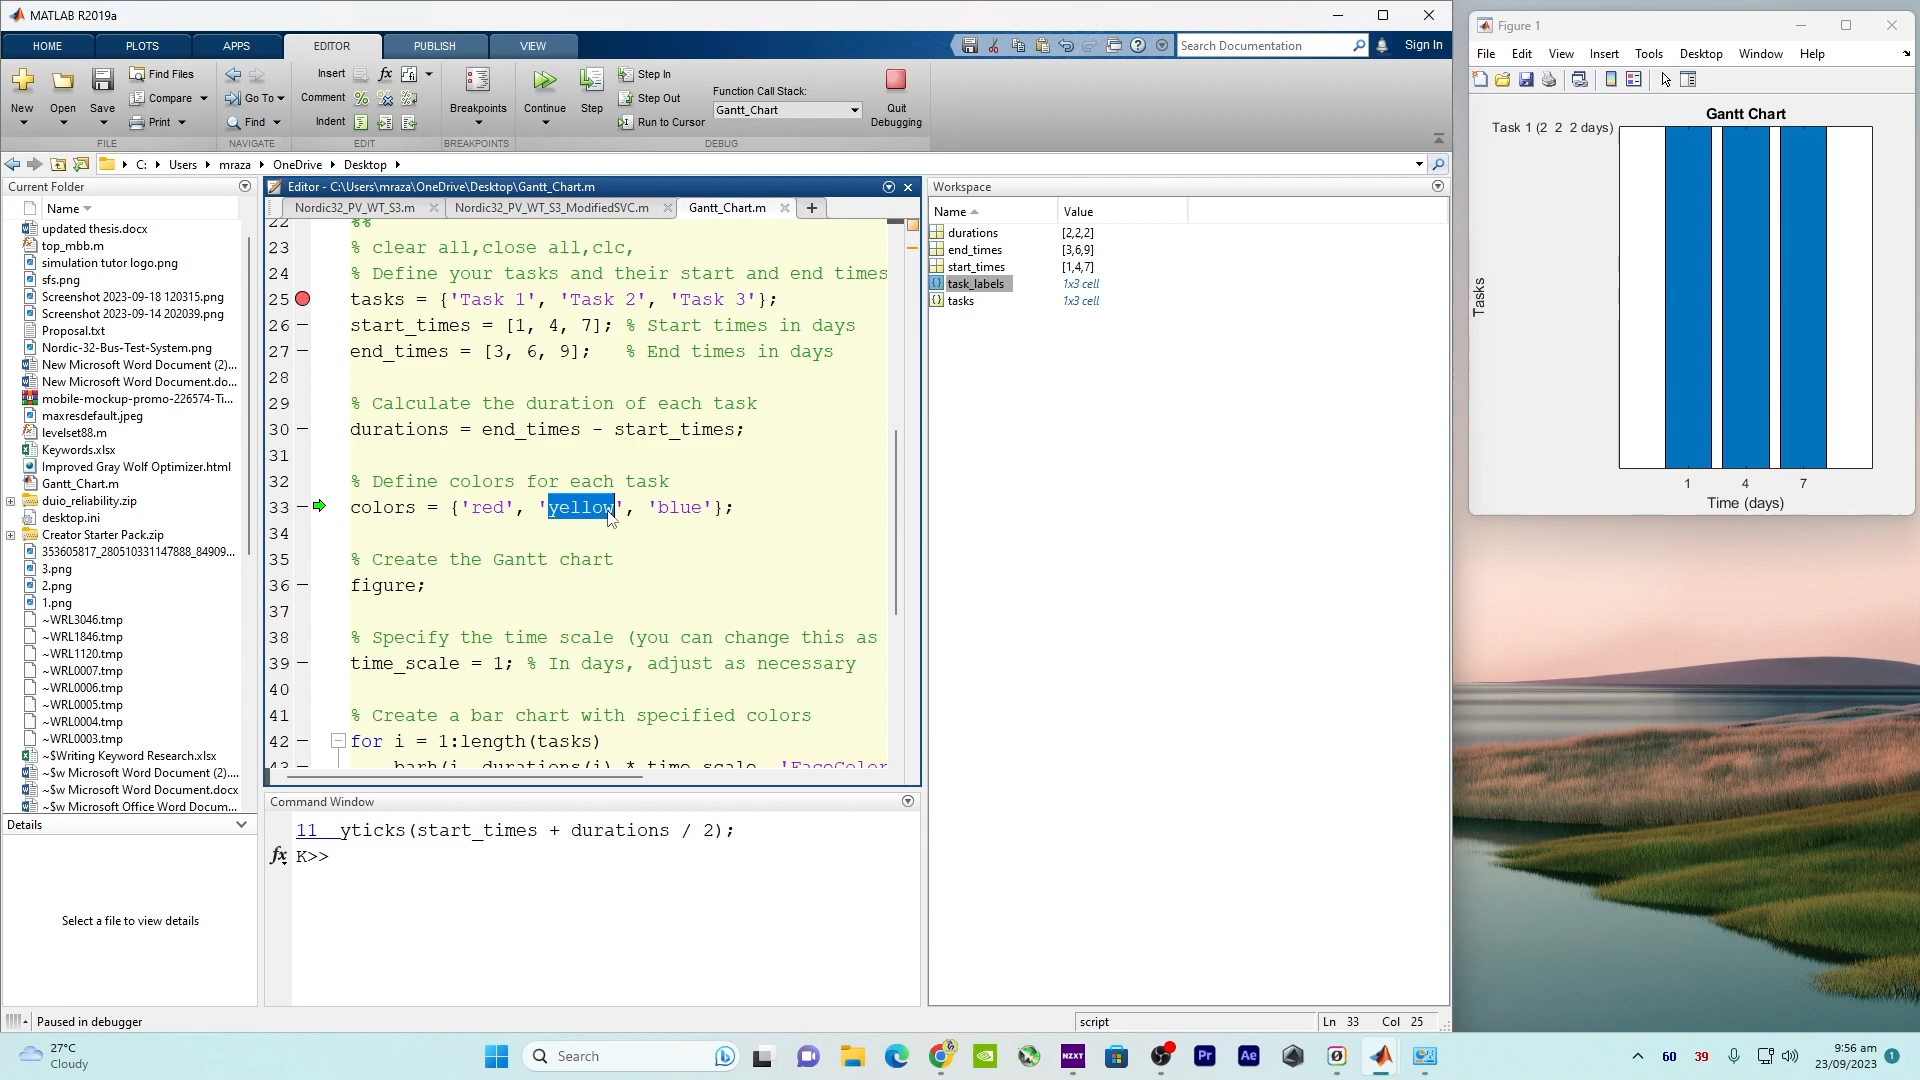 MATLAB R2019a
HOME PLOTS APPS EDITOR PUBLISH VIEW
Search Documentation
Sign In
New Open Save
Find Files
Compare
Print
FILE
Go To
Find
NAVIGATE
Insert
Comment
Indent
EDIT
Breakpoints
BREAKPOINTS
Continue Step
Step In
Step Out
Run to Cursor
Function Call Stack:
Gantt_Chart
Quit
Debugging
DEBUG
C: Users mraza OneDrive Desktop
Current Folder
Name
updated thesis.docx
top_mbb.m
simulation tutor logo.png
sfs.png
Screenshot 2023-09-18 120315.png
Screenshot 2023-09-14 202039.png
Proposal.txt
Nordic-32-Bus-Test-System.png
New Microsoft Word Document (2)...
New Microsoft Word Document.do...
mobile-mockup-promo-226574-Ti...
maxresdefault.jpeg
levelset88.m
Keywords.xlsx
Improved Gray Wolf Optimizer.html
Gantt_Chart.m
duio_reliability.zip
desktop.ini
Creator Starter Pack.zip
353605817_280510331147888_84909...
3.png
2.png
1.png
~WRL3046.tmp
~WRL1846.tmp
~WRL1120.tmp
~WRL0007.tmp
~WRL0006.tmp
~WRL0005.tmp
~WRL0004.tmp
~WRL0003.tmp
~$Writing Keyword Research.xlsx
~$w Microsoft Word Document (2)....
~$w Microsoft Word Document.docx
~$w Microsoft Office Word Docum...
Details
Select a file to view details
Editor - C:\Users\mraza\OneDrive\Desktop\Gantt_Chart.m
Nordic32_PV_WT_S3.m Nordic32_PV_WT_S3_ModifiedSVC.m Gantt_Chart.m
22 %%
23 % clear all,close all,clc,
24 % Define your tasks and their start and end times
25 tasks = {'Task 1', 'Task 2', 'Task 3'};
26 start_times = [1, 4, 7]; % Start times in days
27 end_times = [3, 6, 9]; % End times in days
28
29 % Calculate the duration of each task
30 durations = end_times - start_times;
31
32 % Define colors for each task
33 colors = {'red', 'yellow', 'blue'};
34
35 % Create the Gantt chart
36 figure;
37
38 % Specify the time scale (you can change this as
39 time_scale = 1; % In days, adjust as necessary
40
41 % Create a bar chart with specified colors
42 for i = 1:length(tasks)
43 barh(i, durations(i) * time_scale, 'FaceColor
Command Window
11 yticks(start_times + durations / 2);
fx K>>
Workspace
Name Value
durations [2,2,2]
end_times [3,6,9]
start_times [1,4,7]
task_labels 1x3 cell
tasks 1x3 cell
Paused in debugger
script
Ln 33 Col 25
Figure 1
File Edit View Insert Tools Desktop Window Help
Gantt Chart
Task 1 (2 2 2 days)
Tasks
1 4 7
Time (days)
27°C
Cloudy
Search
NZXT
Pr
Ae
60
39
9:56 am
23/09/2023
1